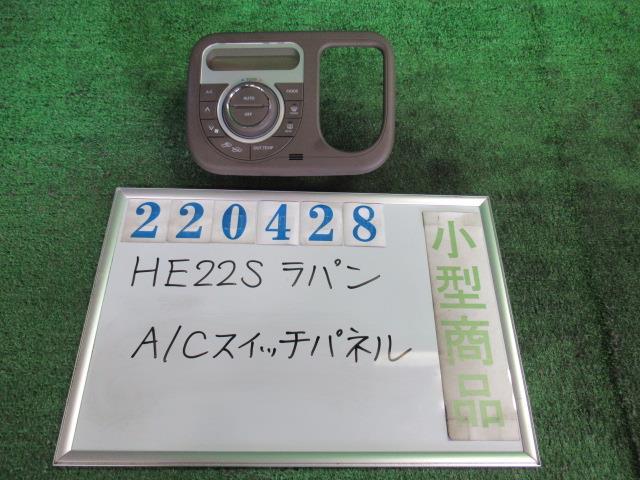 AUTO
A/C
MODE
AUTO
OFF
OUT TEMP
220428
HE22S ラパン
A/Cスイッチパネル
小型商品